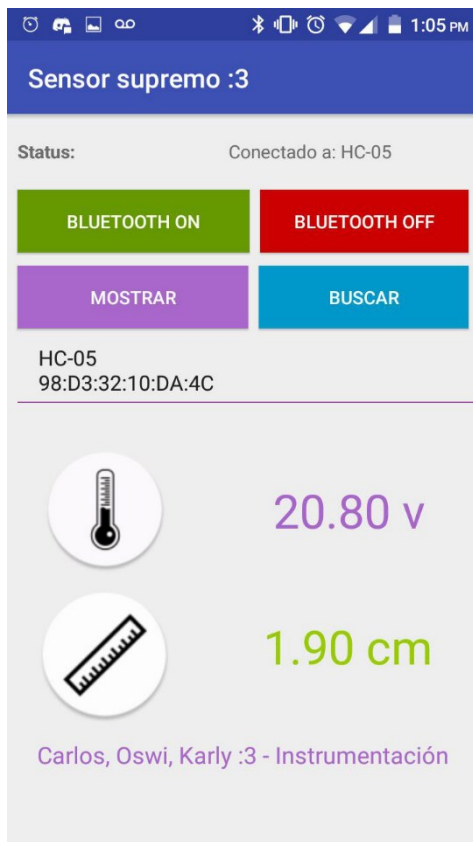 1:05 PM
Sensor supremo :3
Status: Conectado a: HC-05
BLUETOOTH ON BLUETOOTH OFF
MOSTRAR BUSCAR
HC-05
98:D3:32:10:DA:4C
20.80 v
1.90 cm
Carlos, Oswi, Karly :3 - Instrumentación